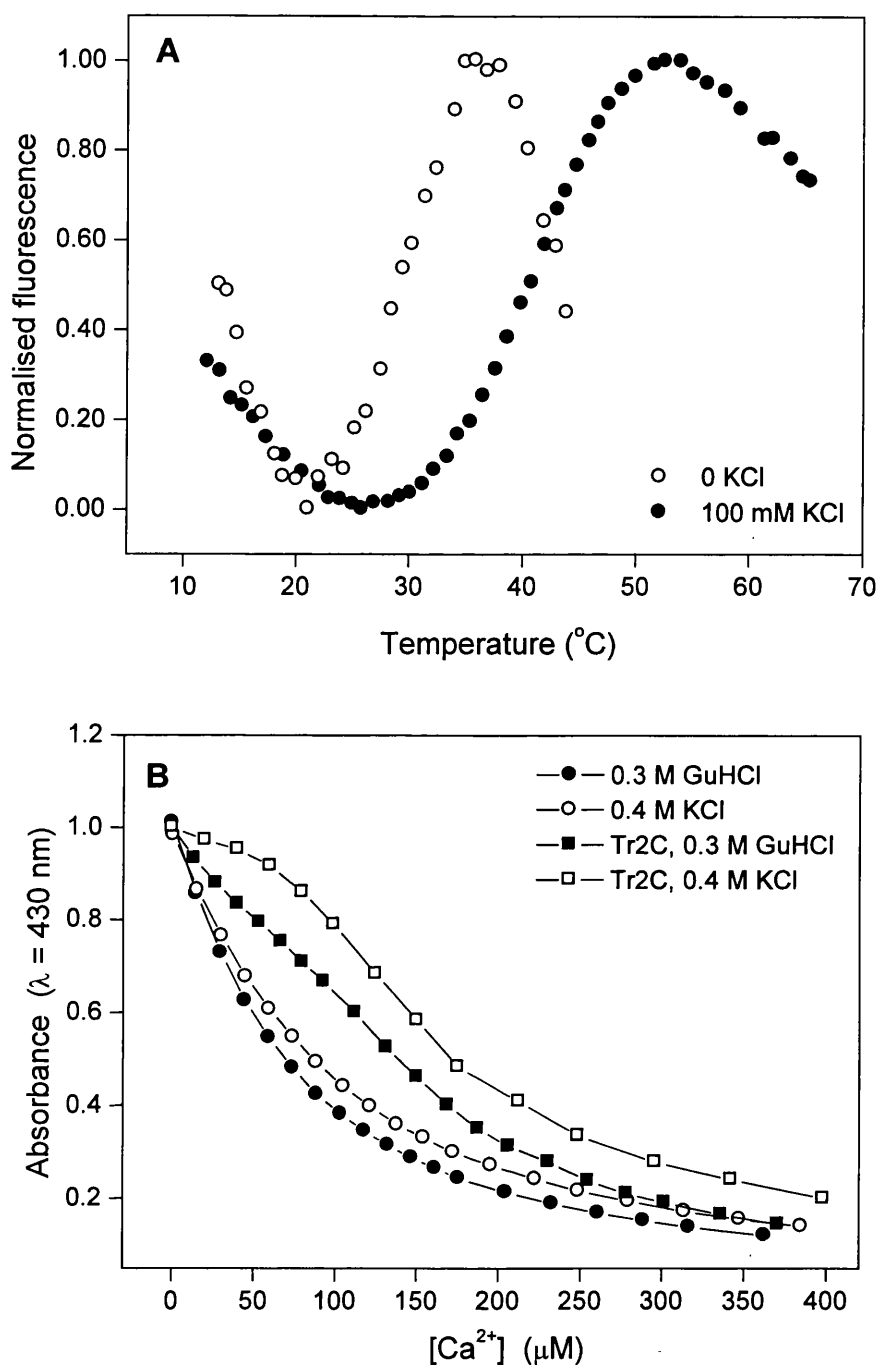 A
1.00
0.80
0.60
0.40
0.20
0.00
Normalised fluorescence
0 KCl
100 mM KCl
10 20 30 40 50 60 70
Temperature (°C)
B
1.2
1.0
0.8
0.6
0.4
0.2
Absorbance (λ = 430 nm)
0.3 M GuHCl
0.4 M KCl
Tr2C, 0.3 M GuHCl
Tr2C, 0.4 M KCl
0 50 100 150 200 250 300 350 400
[Ca²⁺] (μM)